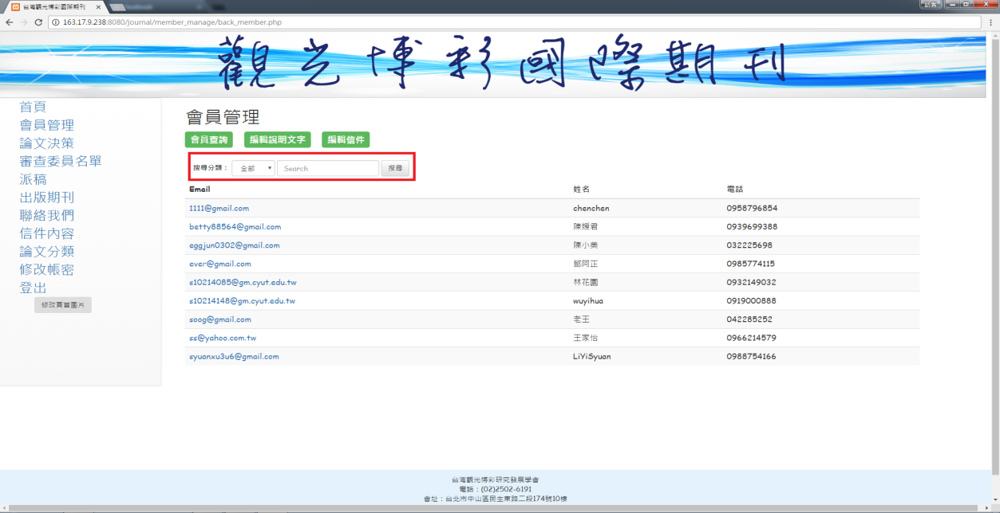 台灣觀光博彩國際期刊
訪客
163.17.9.238:8080/journal/member_manage/back_member.php
觀光博彩國際期刊
首頁
會員管理
論文決策
審查委員名單
派稿
出版期刊
聯絡我們
信件內容
論文分類
修改帳密
登出
修改頁首圖片
會員管理
會員查詢 編輯說明文字 編輯信件
搜尋分類： 全部 Search 搜尋
Email 姓名 電話
1111@gmail.com chenchen 0958796854
betty88564@gmail.com 陳媛君 0939699388
eggjun0302@gmail.com 陳小美 032225698
ever@gmail.com 鄧阿正 0985774115
s10214085@gm.cyut.edu.tw 林花園 0932149032
s10214148@gm.cyut.edu.tw wuyihua 0919000888
soog@gmail.com 老王 042285252
ss@yahoo.com.tw 王家怡 0966214579
syuanxu3u6@gmail.com LiYiSyuan 0988754166
台灣觀光博彩研究發展學會
電話：(02)2502-6191
會址：台北市中山區民生東路二段174號10樓